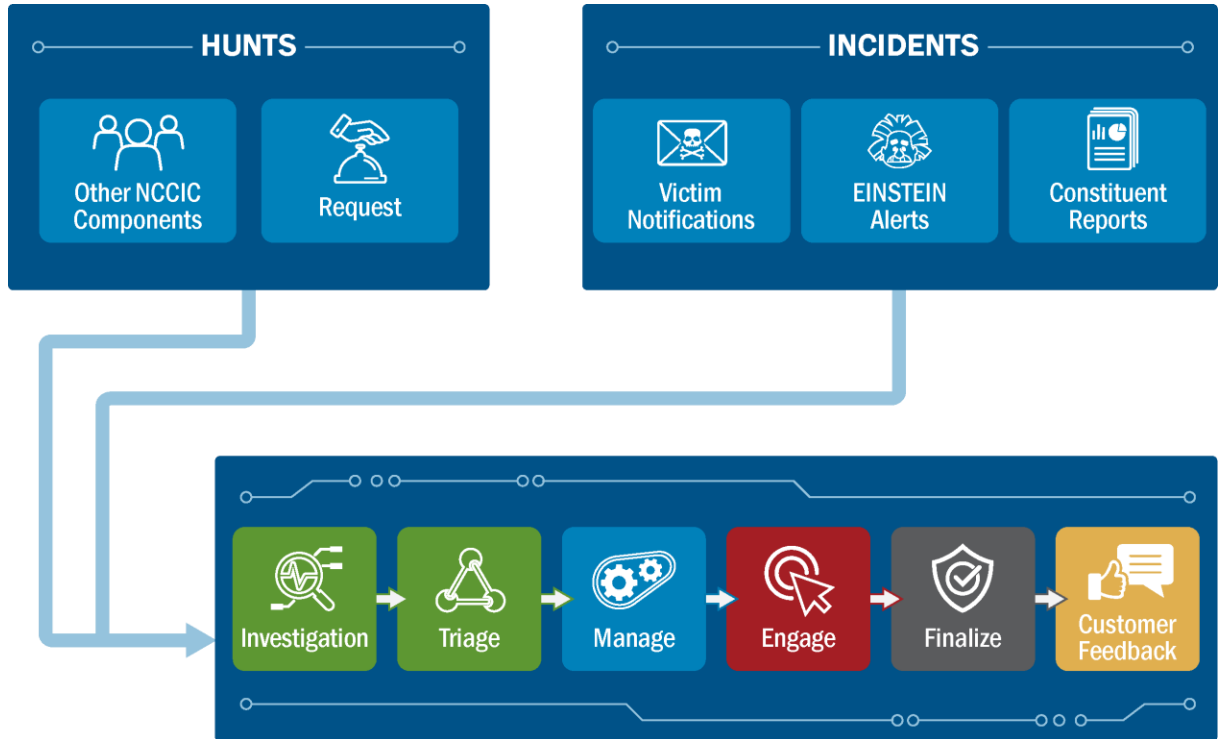 HUNTS
Other NCCIC
Components
Request
INCIDENTS
Victim
Notifications
EINSTEIN
Alerts
Constituent
Reports
Investigation
Triage
Manage
Engage
Finalize
Customer
Feedback